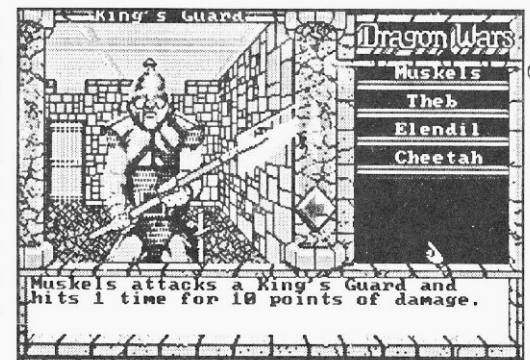 King's Guard
Dragon Wars
Muskels
Theb
Elendil
Cheetah
Muskels attacks a King's Guard and
hits 1 time for 10 points of damage.